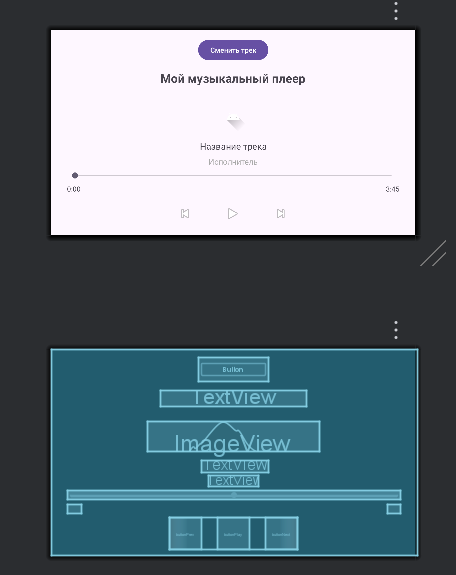 Сменить трек
Мой музыкальный плеер
Название трека
Исполнитель
0:00
3:45
Button
TextView
ImageView
TextView
TextView